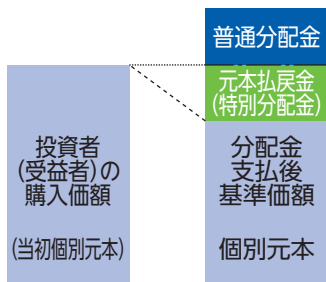 普通分配金
元本払戻金
(特別分配金)
投資者
(受益者)の
購入価額
(当初個別元本)
分配金
支払後
基準価額
個別元本